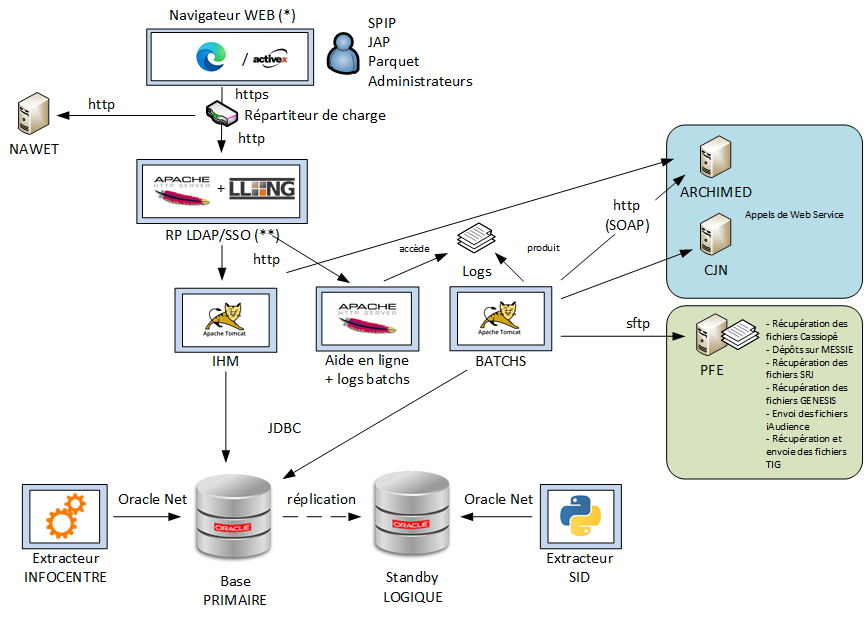 Navigateur WEB (*)
/ activex
SPIP
JAP
Parquet
Administrateurs
https
http
Répartiteur de charge
NAWET
http
APACHE
HTTP SERVER
+ LL::NG
RP LDAP/SSO (**)
http
accède
Logs
produit
http
(SOAP)
ARCHIMED
Appels de Web Service
CJN
Apache Tomcat
IHM
APACHE
HTTP SERVER
Aide en ligne
+ logs batchs
Apache Tomcat
BATCHS
sftp
PFE
- Récupération des
fichiers Cassiopé
- Dépôts sur MESSIE
- Récupération des
fichiers SRJ
- Récupération des
fichiers GENESIS
- Envoi des fichiers
iAudience
- Récupération et
envoie des fichiers
TIG
JDBC
Oracle Net
réplication
Oracle Net
ORACLE
ORACLE
Extracteur
INFOCENTRE
Base
PRIMAIRE
Standby
LOGIQUE
Extracteur
SID